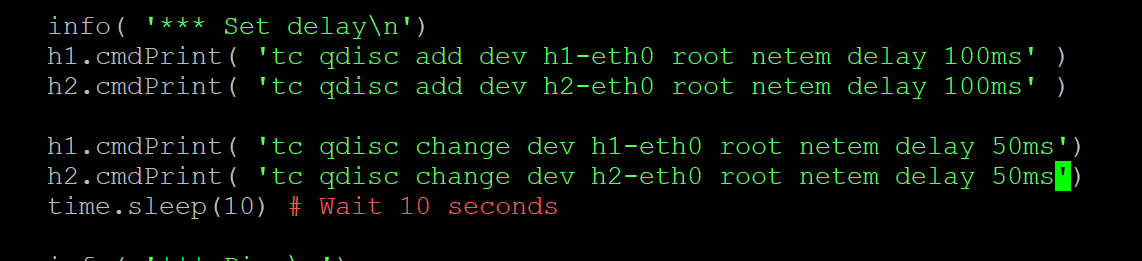 info( '*** Set delay\n')
h1.cmdPrint( 'tc qdisc add dev h1-eth0 root netem delay 100ms' )
h2.cmdPrint( 'tc qdisc add dev h2-eth0 root netem delay 100ms' )
h1.cmdPrint( 'tc qdisc change dev h1-eth0 root netem delay 50ms')
h2.cmdPrint( 'tc qdisc change dev h2-eth0 root netem delay 50ms')
time.sleep(10) # Wait 10 seconds